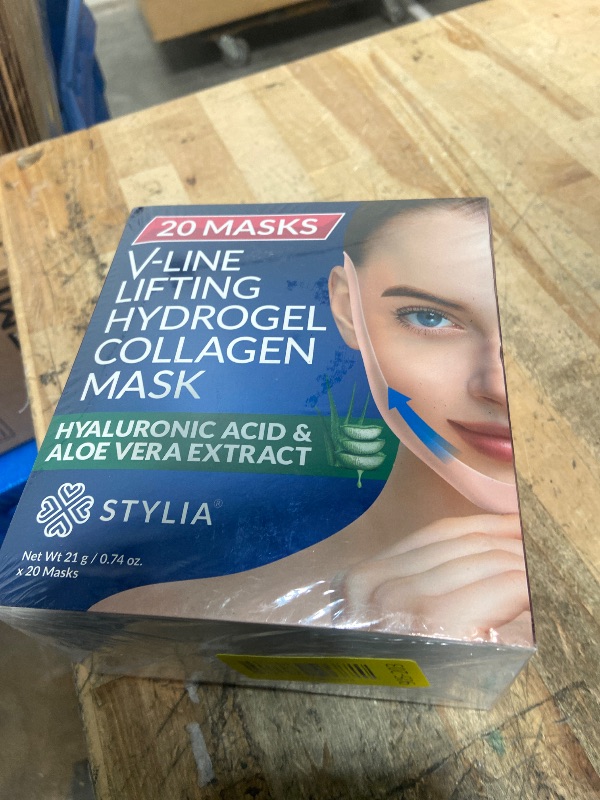 20 MASKS
V-LINE
LIFTING
HYDROGEL
COLLAGEN
MASK
HYALURONIC ACID &
ALOE VERA EXTRACT
STYLIA®
Net Wt 21 g / 0.74 oz.
x 20 Masks